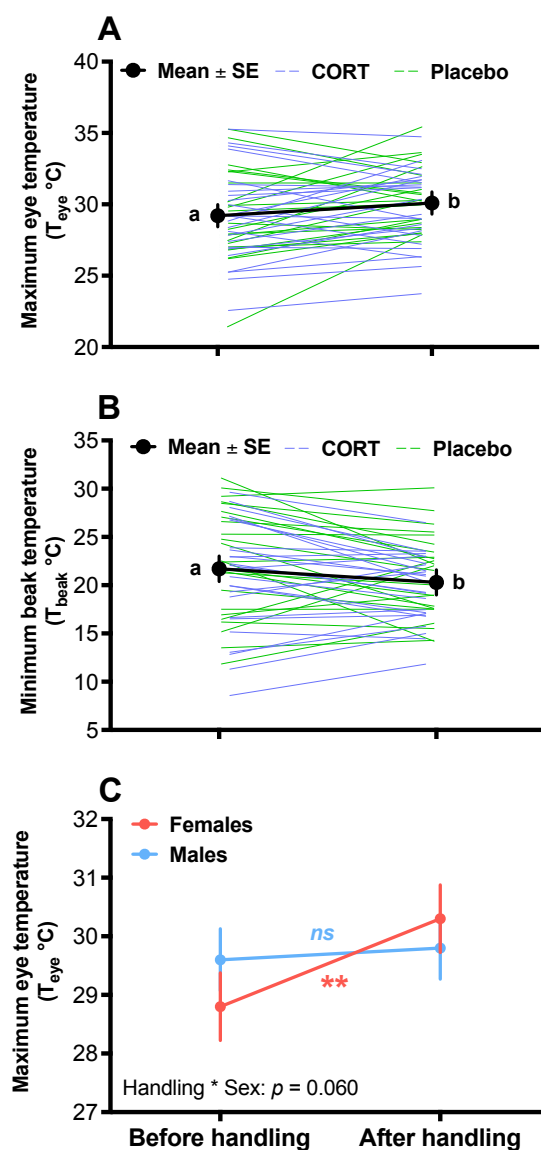 A
Maximum eye temperature
(Teye °C)
40
35
30
25
20
Mean ± SE
CORT
Placebo
a
b
B
Minimum beak temperature
(Tbeak °C)
35
30
25
20
15
10
5
Mean ± SE
CORT
Placebo
a
b
C
Maximum eye temperature
(Teye °C)
32
31
30
29
28
27
Females
Males
ns
**
Handling * Sex: p = 0.060
Before handling
After handling